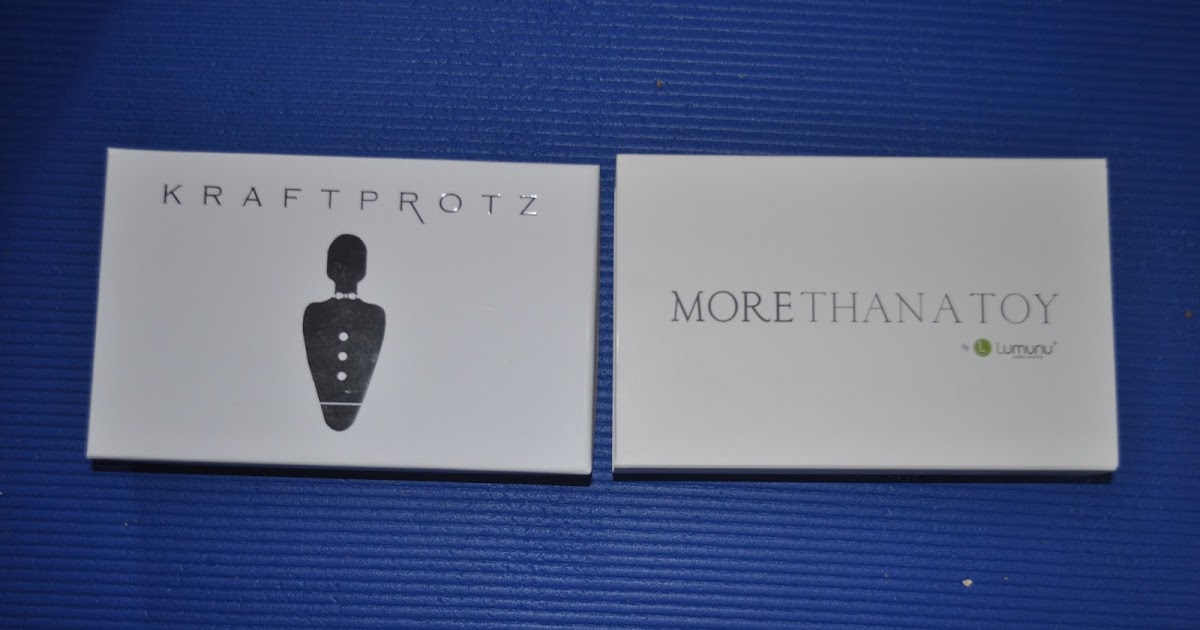 KRAFTPROTZ
MORETHANATOY
by L Lumunu®